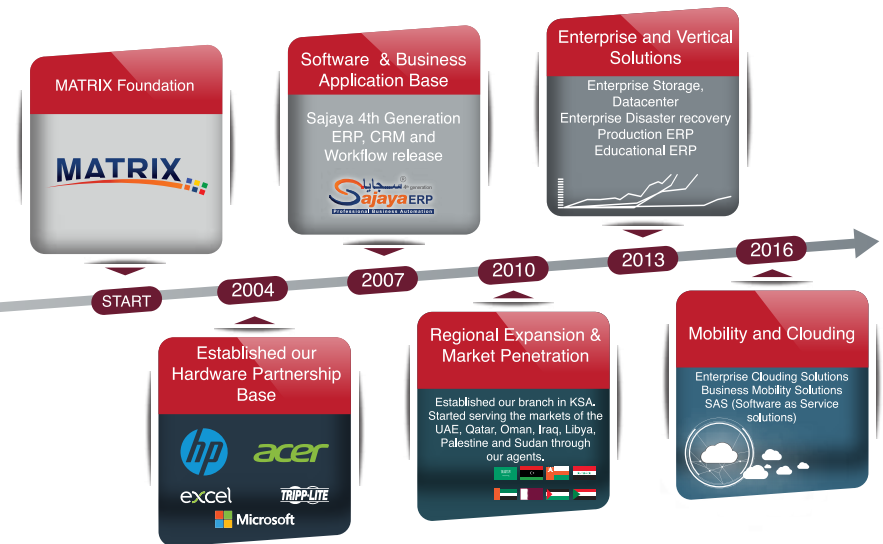 MATRIX Foundation
MATRIX
Software & Business
Application Base
Sajaya 4th Generation
ERP, CRM and
Workflow release
سجايا ® 4th generation
Sajaya ERP
Professional Business Automation
Enterprise and Vertical
Solutions
Enterprise Storage,
Datacenter
Enterprise Disaster recovery
Production ERP
Educational ERP
START
2004
2007
2010
2013
2016
Established our
Hardware Partnership
Base
hp
acer
excel
TRIPP·LITE
Microsoft
Regional Expansion &
Market Penetration
Established our branch in KSA.
Started serving the markets of the
UAE, Qatar, Oman, Iraq, Libya,
Palestine and Sudan through
our agents.
Mobility and Clouding
Enterprise Clouding Solutions
Business Mobility Solutions
SAS (Software as Service
solutions)